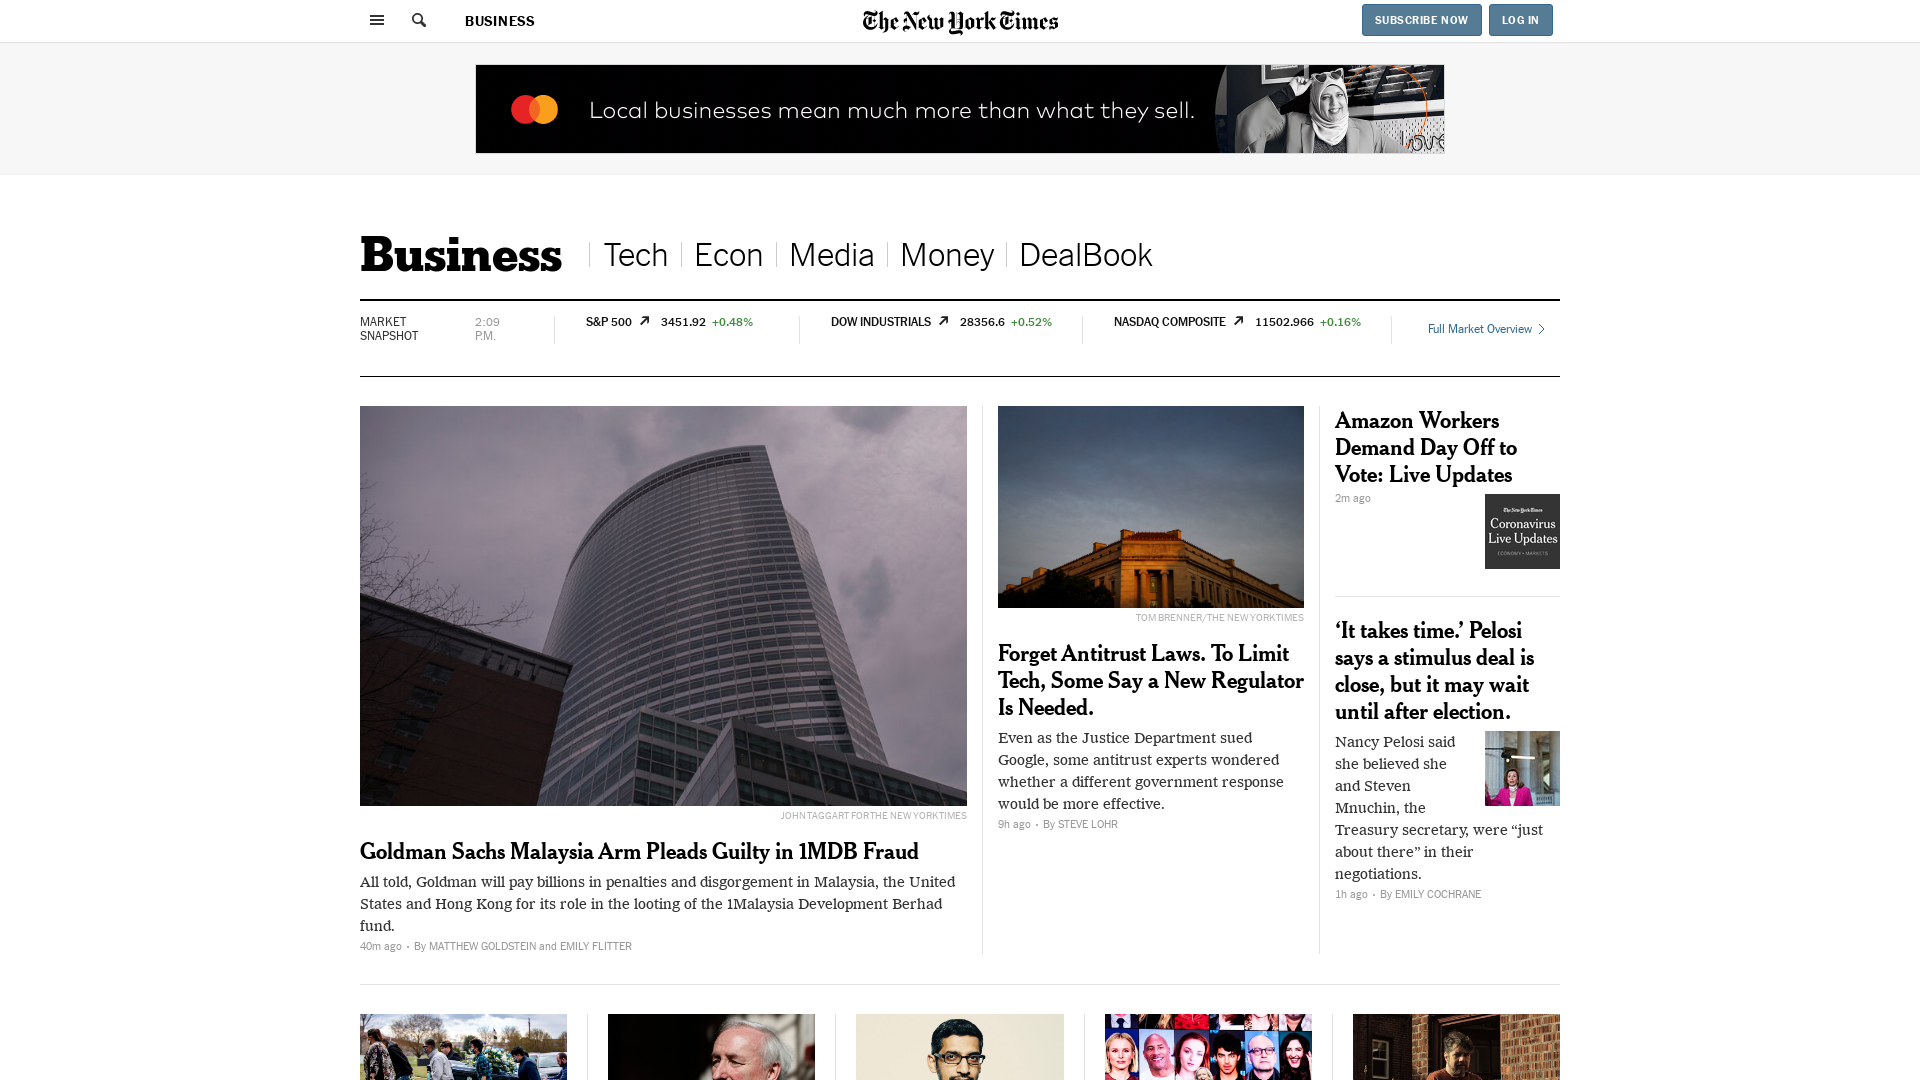 BUSINESS
The New York Times
SUBSCRIBE NOW
LOG IN
Local businesses mean much more than what they sell.
Business
Tech
Econ
Media
Money
DealBook
MARKET
SNAPSHOT
2:09
P.M.
S&P 500 3451.92 +0.48%
DOW INDUSTRIALS 28356.6 +0.52%
NASDAQ COMPOSITE 11502.966 +0.16%
Full Market Overview
JOHN TAGGART FOR THE NEW YORK TIMES
Goldman Sachs Malaysia Arm Pleads Guilty in 1MDB Fraud
All told, Goldman will pay billions in penalties and disgorgement in Malaysia, the United
States and Hong Kong for its role in the looting of the 1Malaysia Development Berhad
fund.
40m ago • By MATTHEW GOLDSTEIN and EMILY FLITTER
TOM BRENNER/THE NEW YORK TIMES
Forget Antitrust Laws. To Limit
Tech, Some Say a New Regulator
Is Needed.
Even as the Justice Department sued
Google, some antitrust experts wondered
whether a different government response
would be more effective.
9h ago • By STEVE LOHR
Amazon Workers
Demand Day Off to
Vote: Live Updates
2m ago
The New York Times
Coronavirus
Live Updates
ECONOMY • MARKETS
‘It takes time.’ Pelosi
says a stimulus deal is
close, but it may wait
until after election.
Nancy Pelosi said
she believed she
and Steven
Mnuchin, the
Treasury secretary, were “just
about there” in their
negotiations.
1h ago • By EMILY COCHRANE